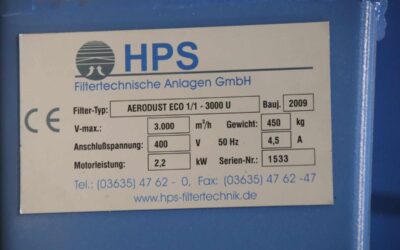 HPS
Filtertechnische Anlagen GmbH
CE
Filter-Typ: AERODUST ECO 1/1 - 3000 U Bauj. 2009
V-max.: 3.000 m³/h Gewicht: 450 kg
Anschlußspannung: 400 V 50 Hz 4,5 A
Motorleistung: 2,2 kW Serien-Nr.: 1533
Tel.: (03635) 47 62 - 0, Fax: (03635) 47 62 -47
www.hps-filtertechnik.de